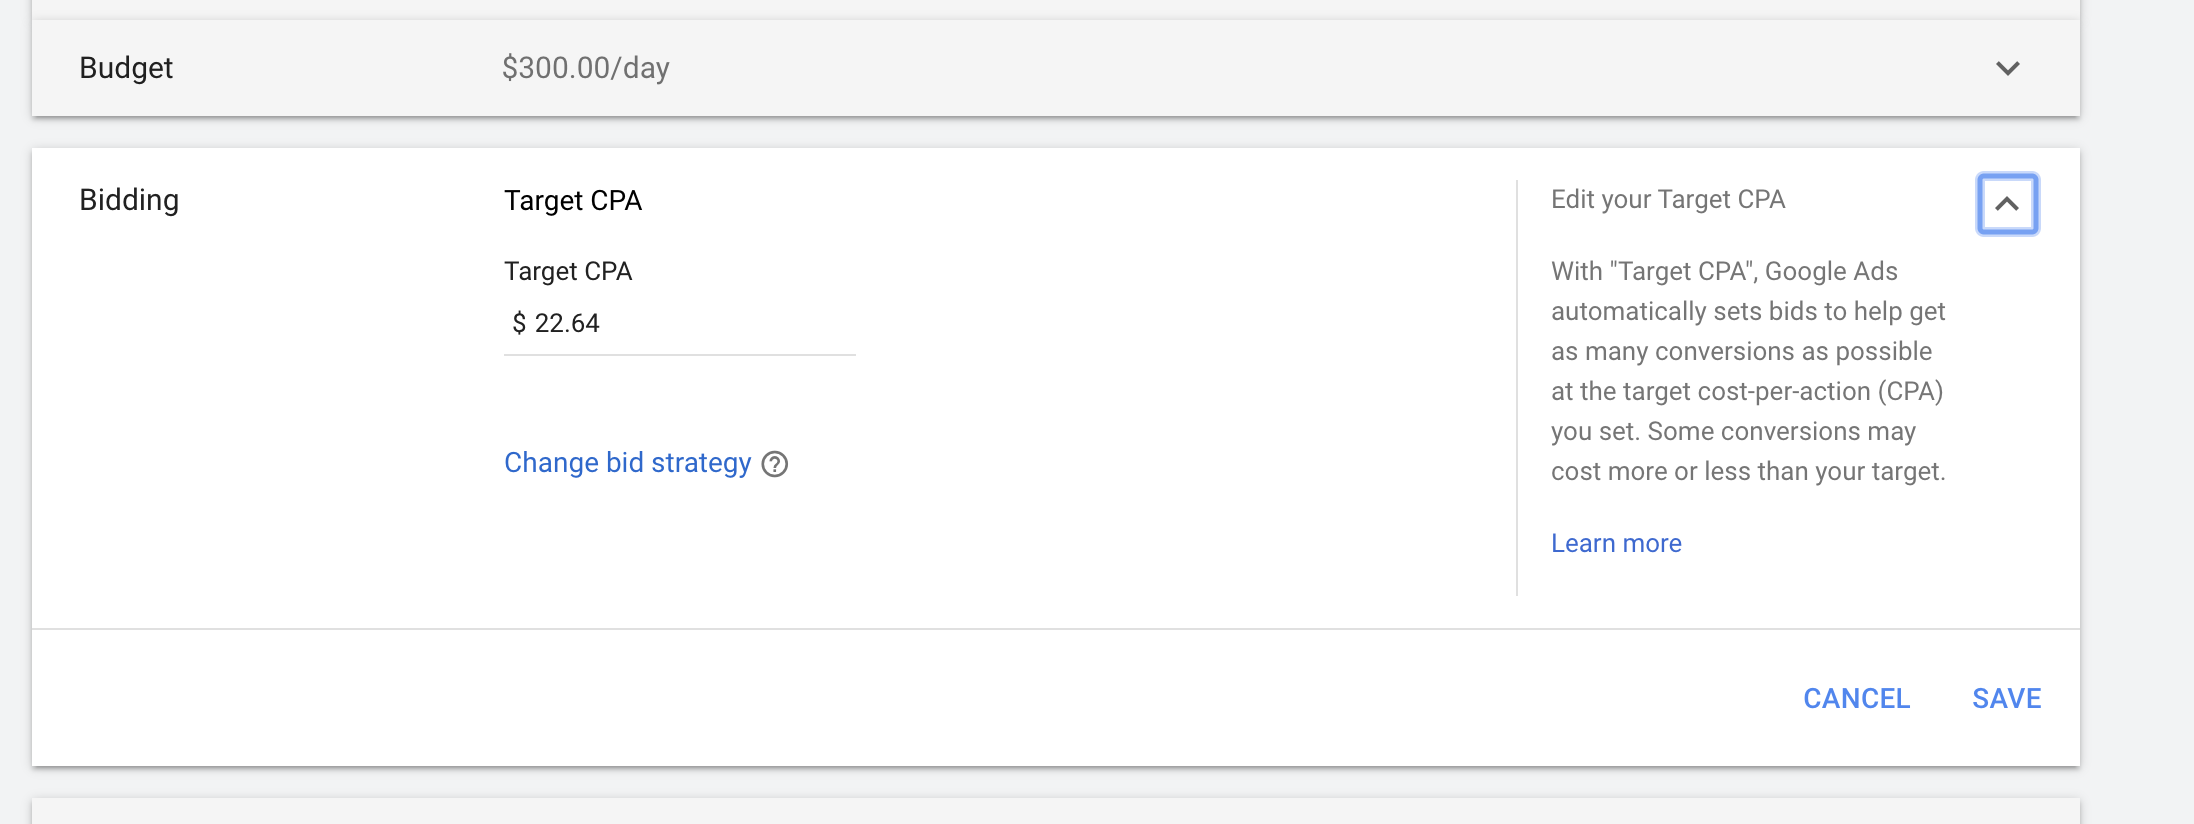 Budget
$300.00/day
Bidding
Target CPA
Target CPA
$ 22.64
Change bid strategy
Edit your Target CPA
With "Target CPA", Google Ads
automatically sets bids to help get
as many conversions as possible
at the target cost-per-action (CPA)
you set. Some conversions may
cost more or less than your target.
Learn more
CANCEL
SAVE